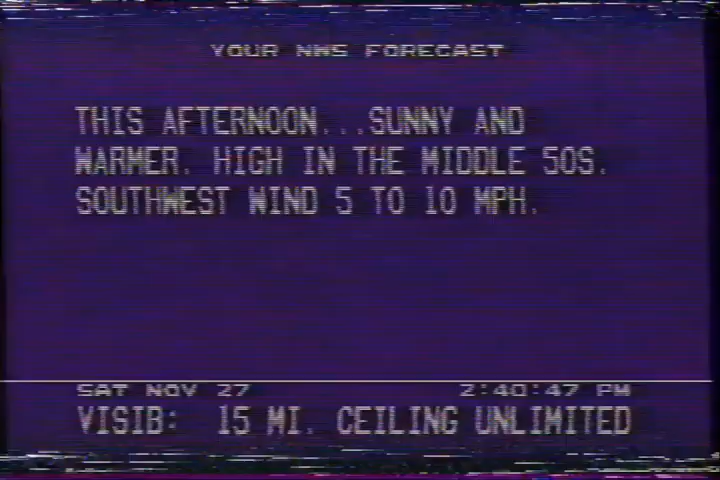 YOUR NWS FORECAST
THIS AFTERNOON...SUNNY AND
WARMER. HIGH IN THE MIDDLE 50S.
SOUTHWEST WIND 5 TO 10 MPH.
SAT NOV 27
2:40:47 PM
VISIB: 15 MI. CEILING UNLIMITED